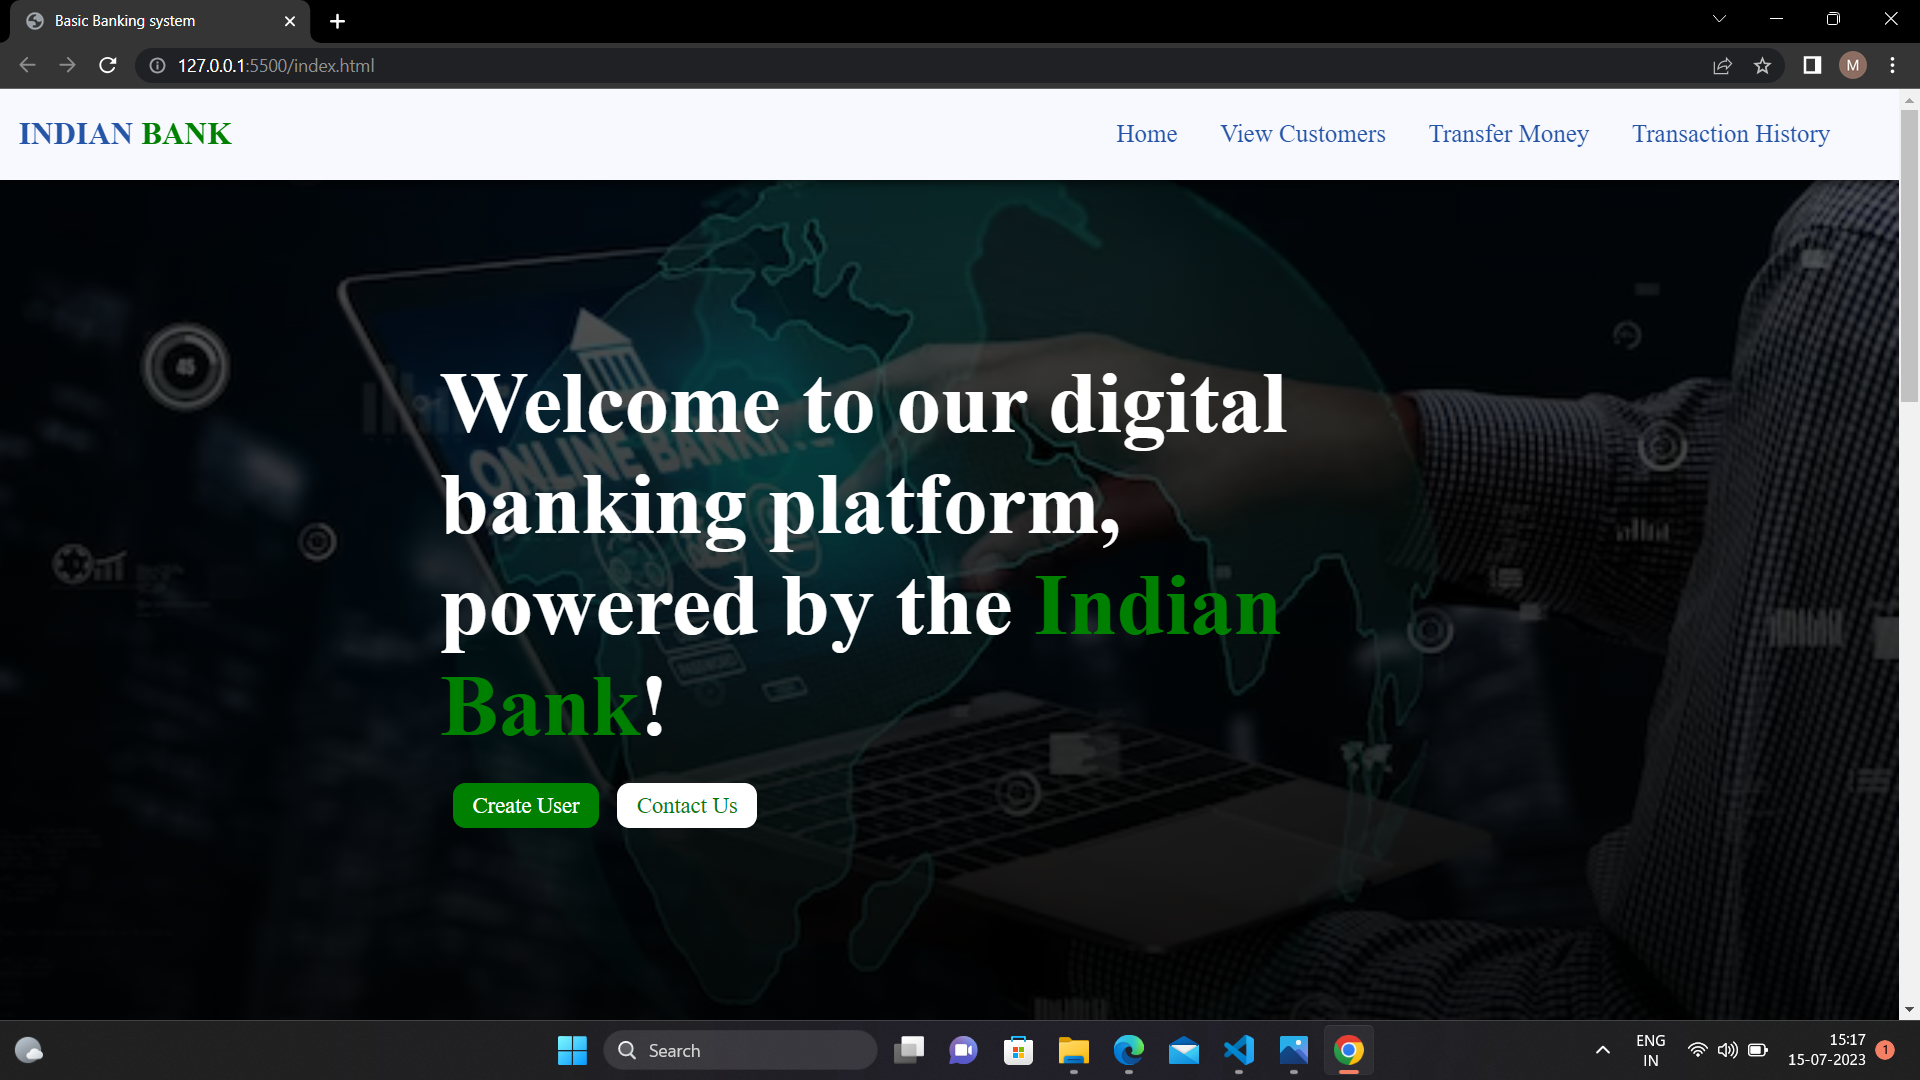 Basic Banking system
127.0.0.1:5500/index.html
M
INDIAN BANK
Home
View Customers
Transfer Money
Transaction History
45
ONLINE
Welcome to our digital
banking platform,
powered by the Indian
Bank!
Create User
Contact Us
Search
ENG
IN
15:17
15-07-2023
1